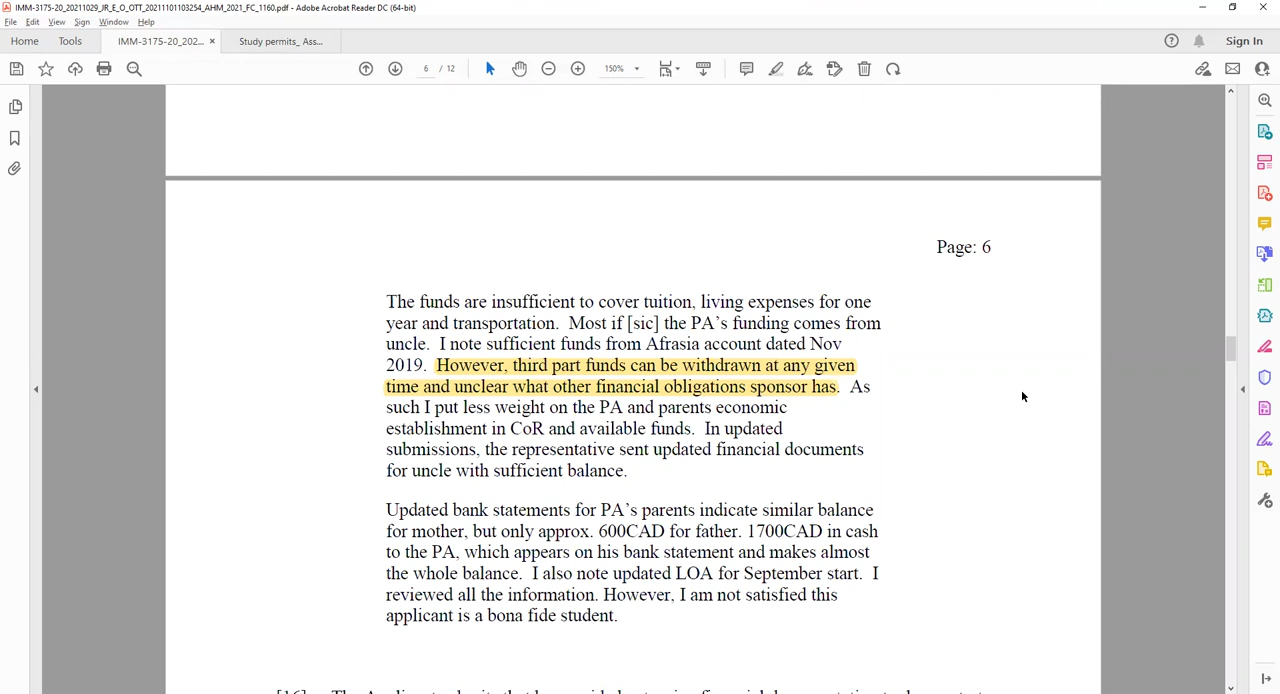 IMM-3175-20_20211029_JR_E_O_OTT_20211101103254_AHM_2021_FC_1160.pdf - Adobe Acrobat Reader DC (64-bit)
File Edit View Sign Window Help
Home Tools IMM-3175-20_202... × Study permits_ Ass... Sign In
6 / 12 150%
Page: 6
The funds are insufficient to cover tuition, living expenses for one
year and transportation. Most if [sic] the PA's funding comes from
uncle. I note sufficient funds from Afrasia account dated Nov
2019. However, third part funds can be withdrawn at any given
time and unclear what other financial obligations sponsor has. As
such I put less weight on the PA and parents economic
establishment in CoR and available funds. In updated
submissions, the representative sent updated financial documents
for uncle with sufficient balance.
Updated bank statements for PA's parents indicate similar balance
for mother, but only approx. 600CAD for father. 1700CAD in cash
to the PA, which appears on his bank statement and makes almost
the whole balance. I also note updated LOA for September start. I
reviewed all the information. However, I am not satisfied this
applicant is a bona fide student.